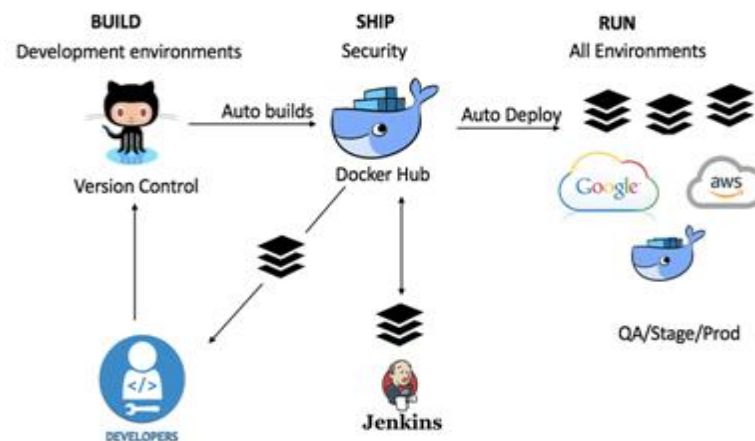 BUILD
Development environments
SHIP
Security
RUN
All Environments
Auto builds
Auto Deploy
Version Control
Docker Hub
Google
aws
QA/Stage/Prod
DEVELOPERS
Jenkins